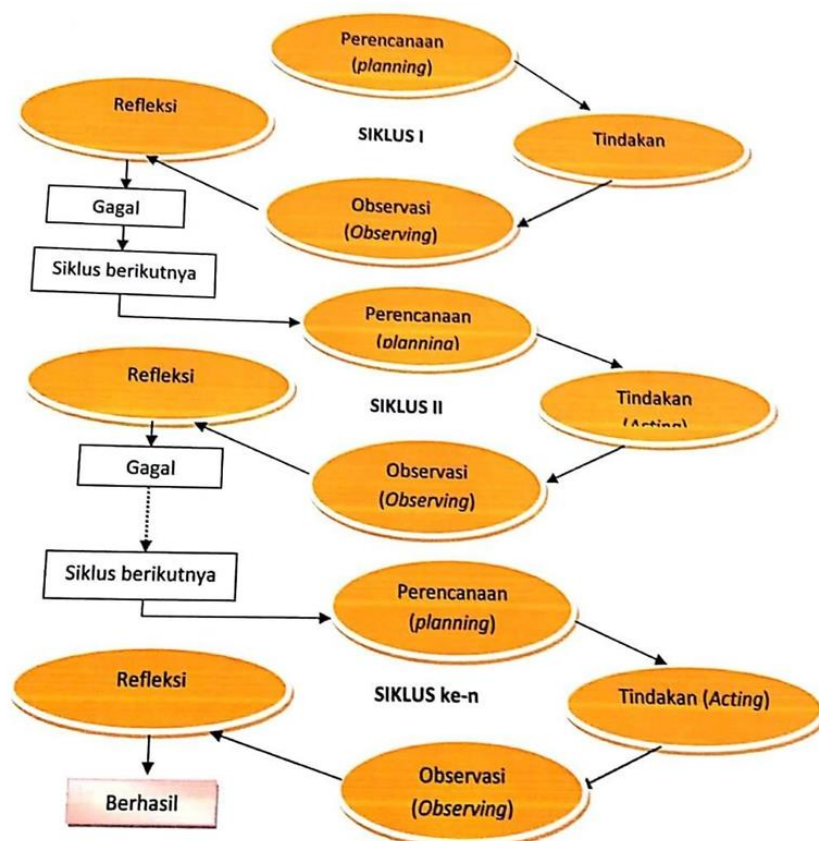 Perencanaan
(planning)
Refleksi
SIKLUS I
Tindakan
Gagal
Observasi
(Observing)
Siklus berikutnya
Perencanaan
(planning)
Refleksi
SIKLUS II
Tindakan
(Acting)
Gagal
Observasi
(Observing)
Siklus berikutnya
Perencanaan
(planning)
Refleksi
SIKLUS ke-n
Tindakan (Acting)
Observasi
(Observing)
Berhasil